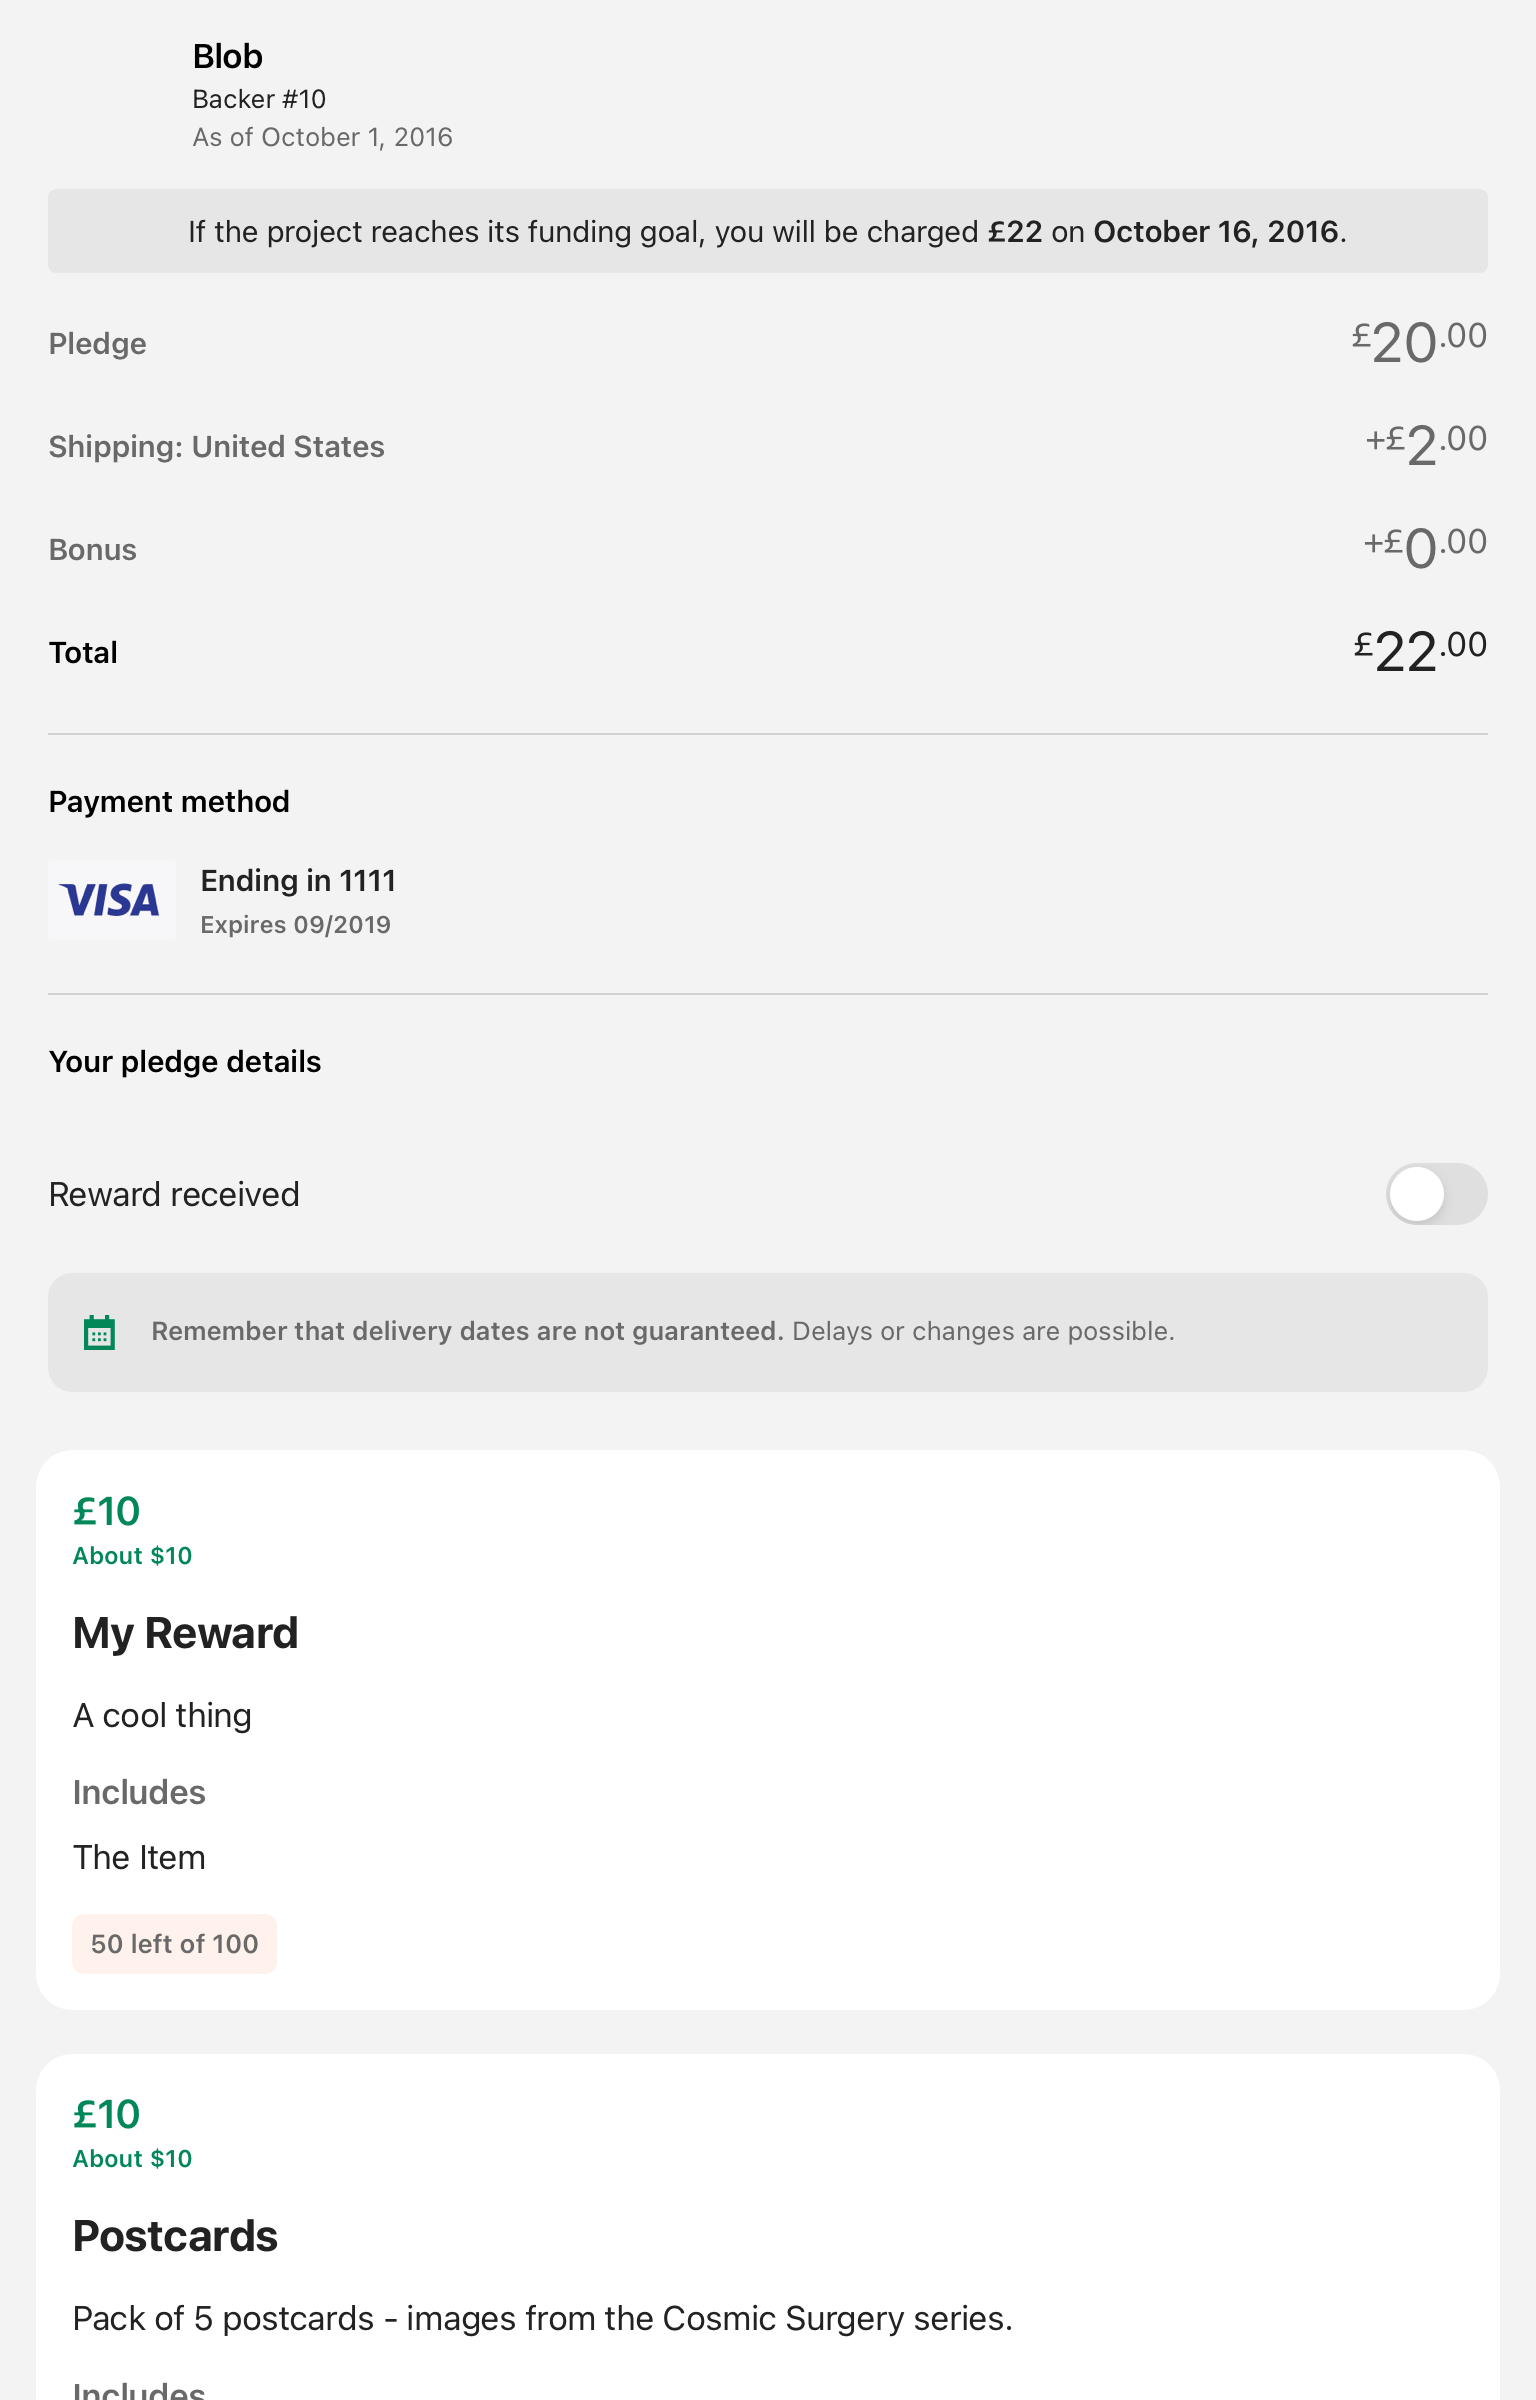 Blob
Backer #10
As of October 1, 2016
If the project reaches its funding goal, you will be charged £22 on October 16, 2016.
Pledge £20.00
Shipping: United States +£2.00
Bonus +£0.00
Total £22.00
Payment method
VISA
Ending in 1111
Expires 09/2019
Your pledge details
Reward received
Remember that delivery dates are not guaranteed. Delays or changes are possible.
£10
About $10
My Reward
A cool thing
Includes
The Item
50 left of 100
£10
About $10
Postcards
Pack of 5 postcards - images from the Cosmic Surgery series.
Includes